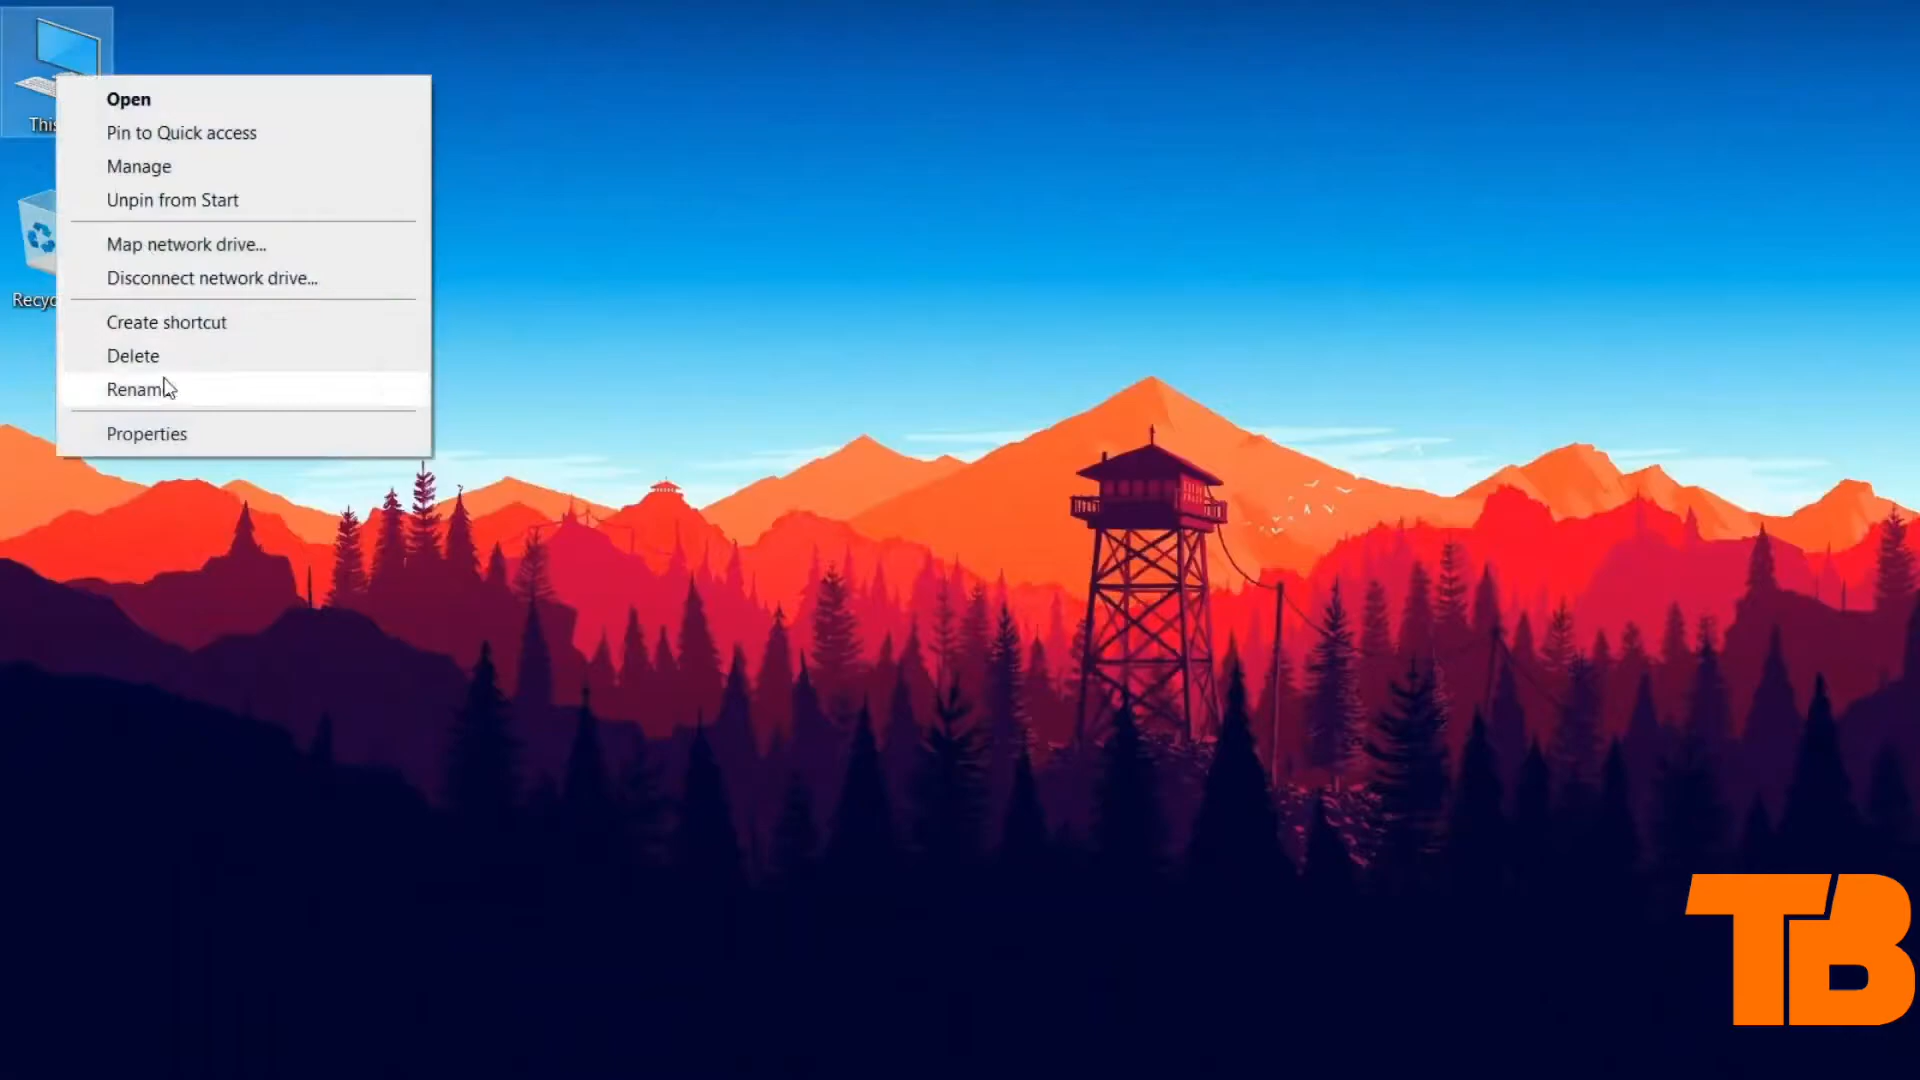 Open
Pin to Quick access
Manage
Unpin from Start
This
Map network drive...
Disconnect network drive...
Recyc
Create shortcut
Delete
Rename
Properties
TB